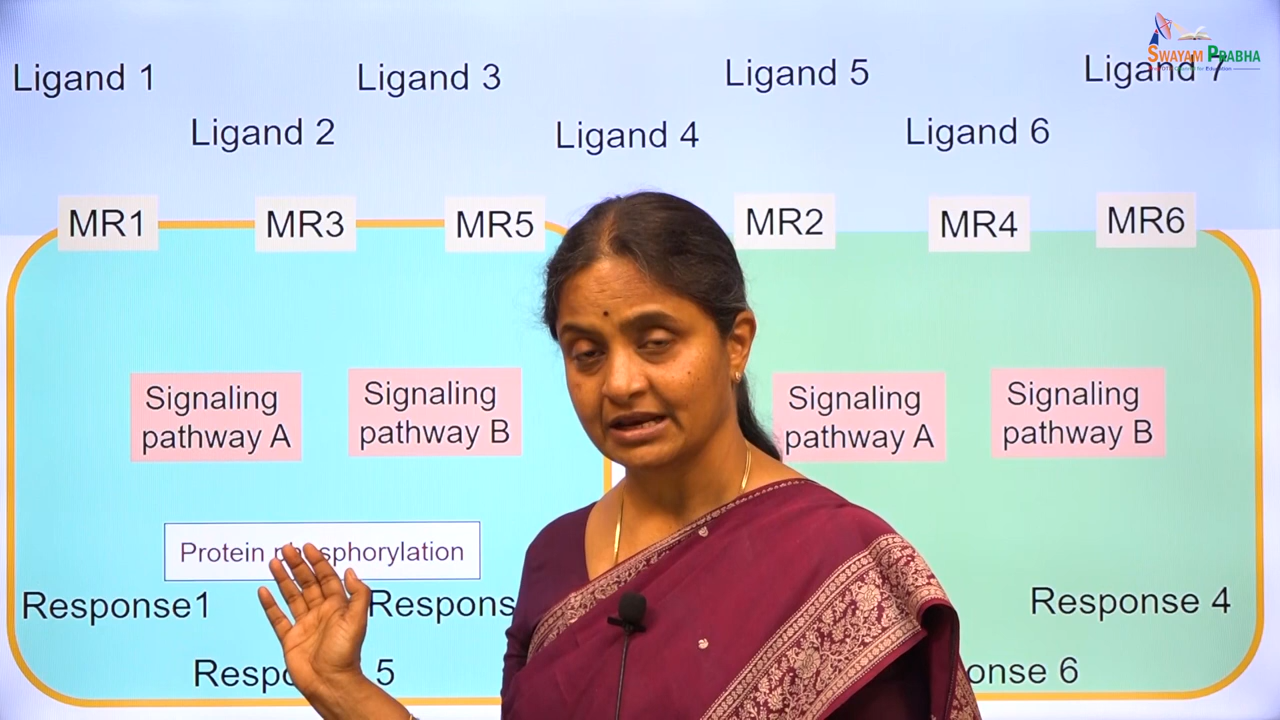 SWAYAM PRABHA
Ligand 1
Ligand 3
Ligand 5
Ligand 7
Ligand 2
Ligand 4
Ligand 6
MR1
MR3
MR5
MR2
MR4
MR6
Signaling
pathway A
Signaling
pathway B
Signaling
pathway A
Signaling
pathway B
Protein phosphorylation
Response1
Respons
Response 4
Respo 5
onse 6